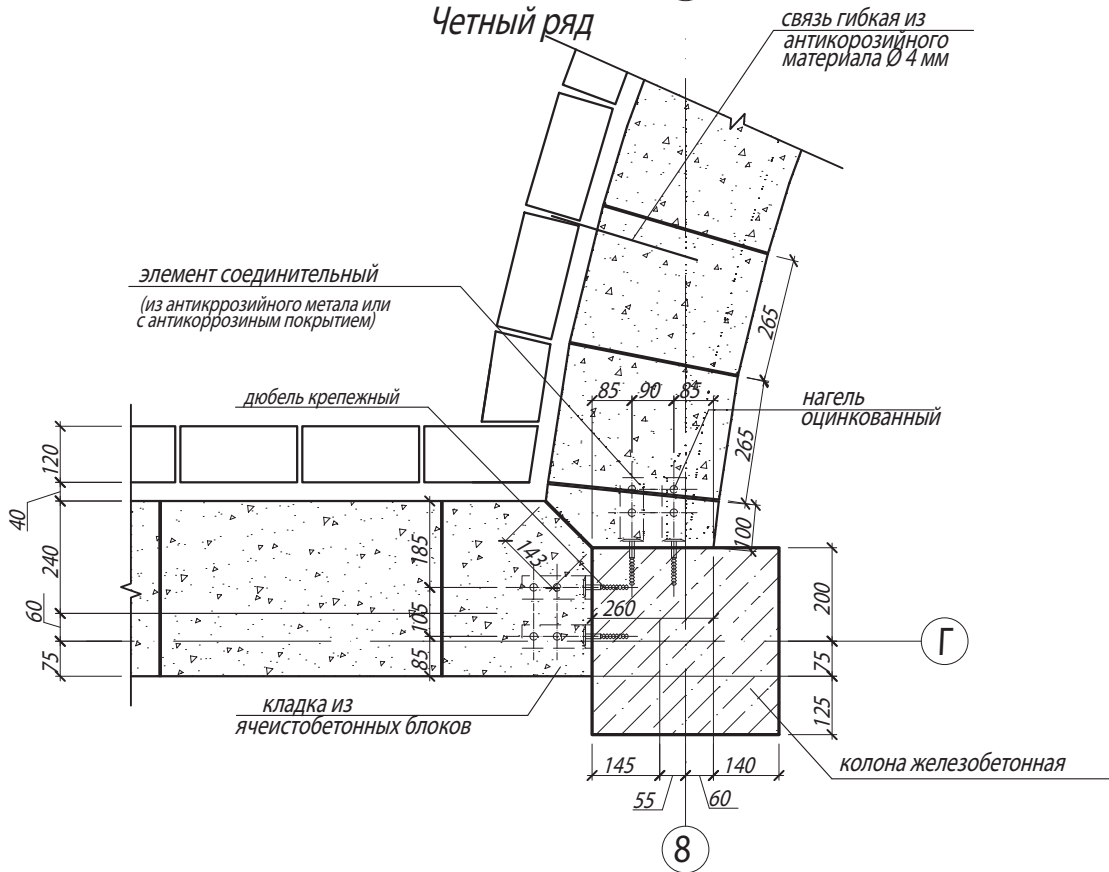 Четный ряд
связь гибкая из
антикорозийного
материала Ø 4 мм
элемент соединительный
(из антикррозийного метала или
с антикоррозиным покрытием)
265
85 90 85
дюбель крепежный
нагель
оцинкованный
265
120
40
240
60
75
185
105
85
143
100
260
200
75
125
Г
кладка из
ячеистобетонных блоков
145
55
60
140
колона железобетонная
8